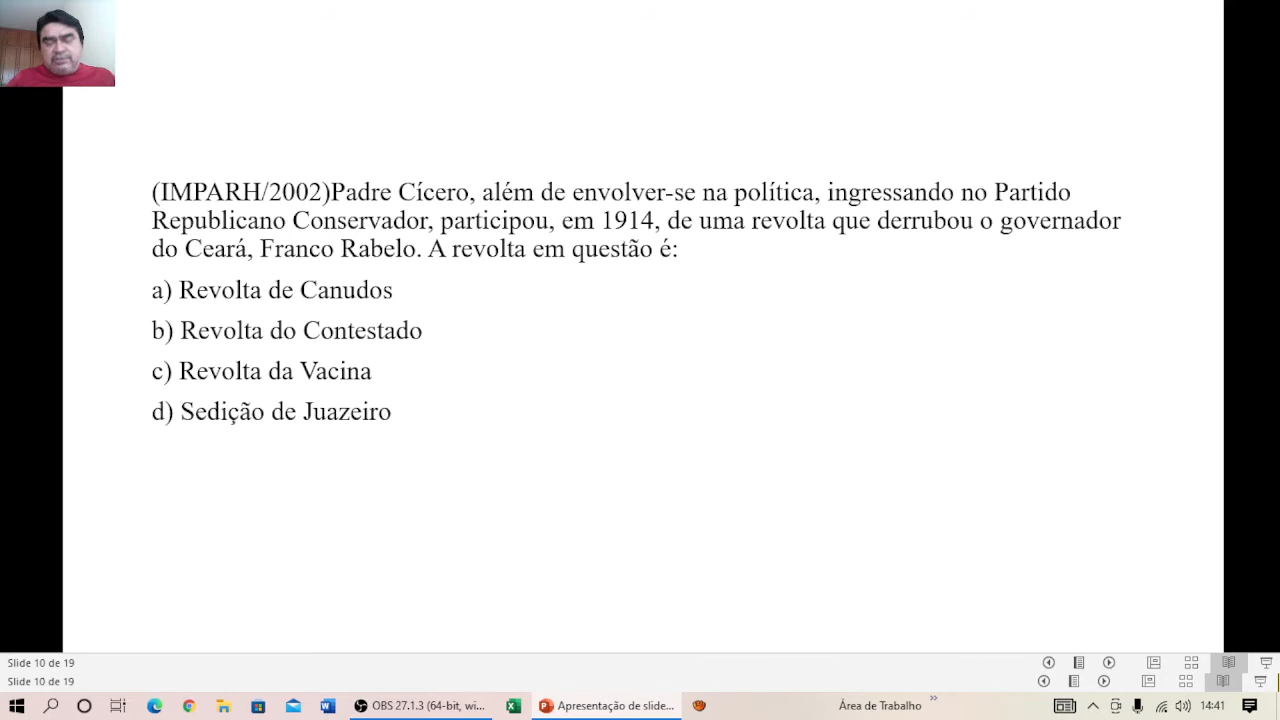 (IMPARH/2002)Padre Cícero, além de envolver-se na política, ingressando no Partido
Republicano Conservador, participou, em 1914, de uma revolta que derrubou o governador
do Ceará, Franco Rabelo. A revolta em questão é:
a) Revolta de Canudos
b) Revolta do Contestado
c) Revolta da Vacina
d) Sedição de Juazeiro
Slide 10 de 19
Slide 10 de 19
OBS 27.1.3 (64-bit, wi...
Apresentação de slide...
Área de Trabalho
14:41